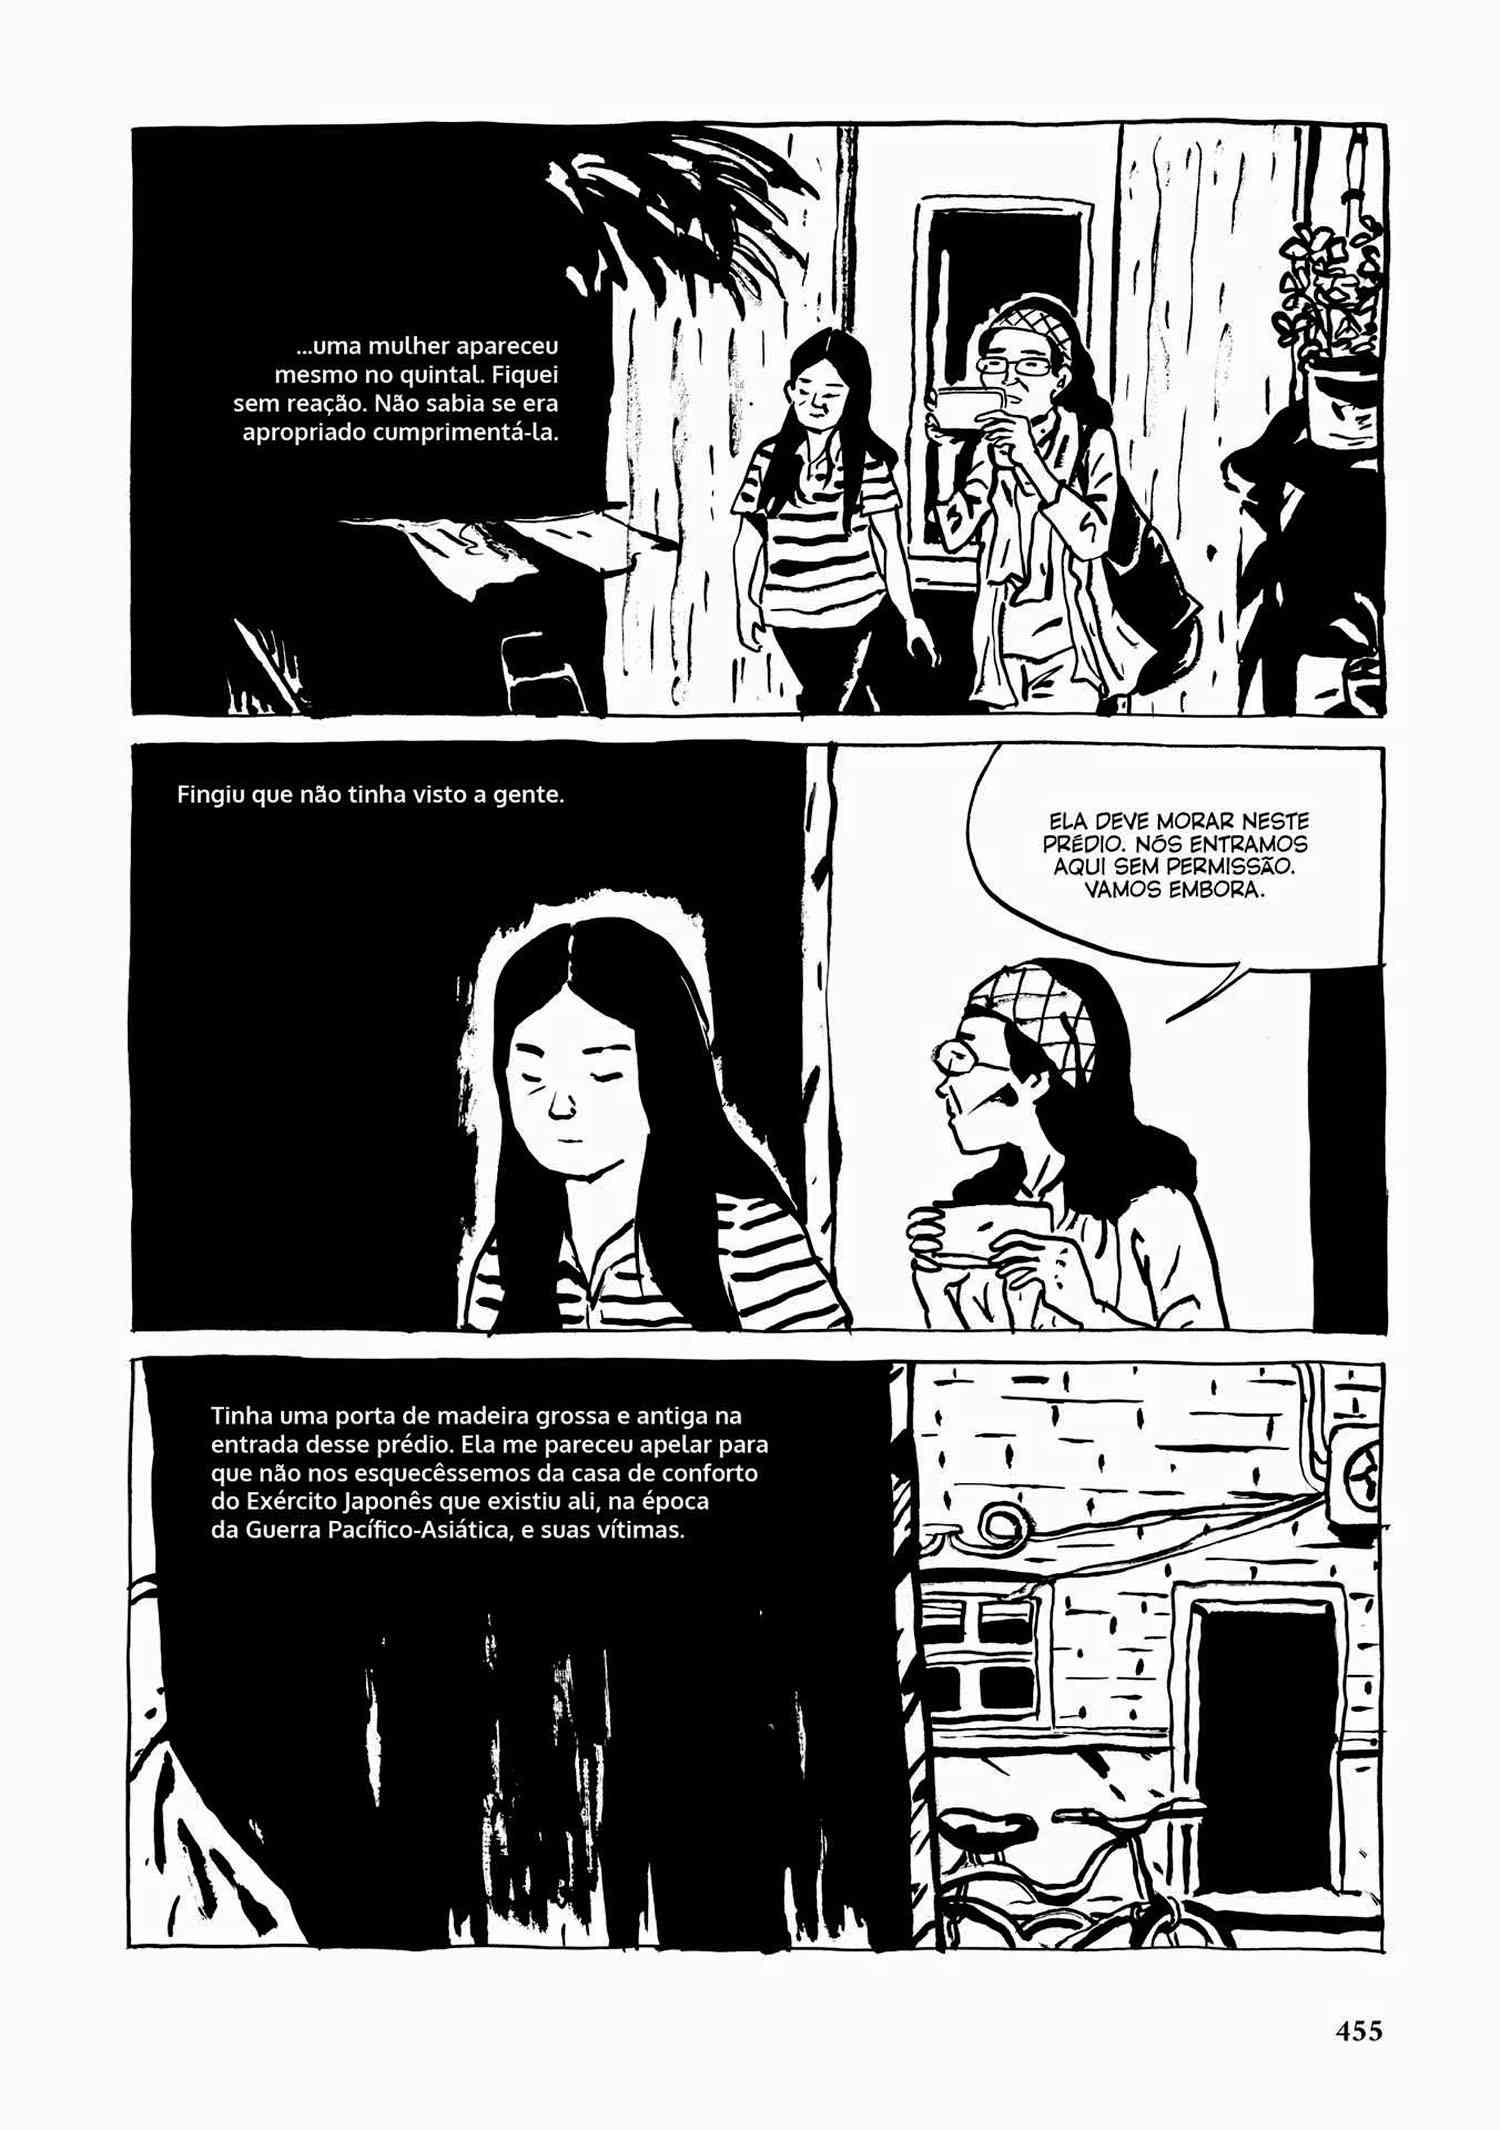 ...uma mulher apareceu
mesmo no quintal. Fiquei
sem reação. Não sabia se era
apropriado cumprimentá-la.
Fingiu que não tinha visto a gente.
ELA DEVE MORAR NESTE
PRÉDIO. NÓS ENTRAMOS
AQUI SEM PERMISSÃO.
VAMOS EMBORA.
Tinha uma porta de madeira grossa e antiga na
entrada desse prédio. Ela me pareceu apelar para
que não nos esquecêssemos da casa de conforto
do Exército Japonês que existiu ali, na época
da Guerra Pacífico-Asiática, e suas vítimas.
455